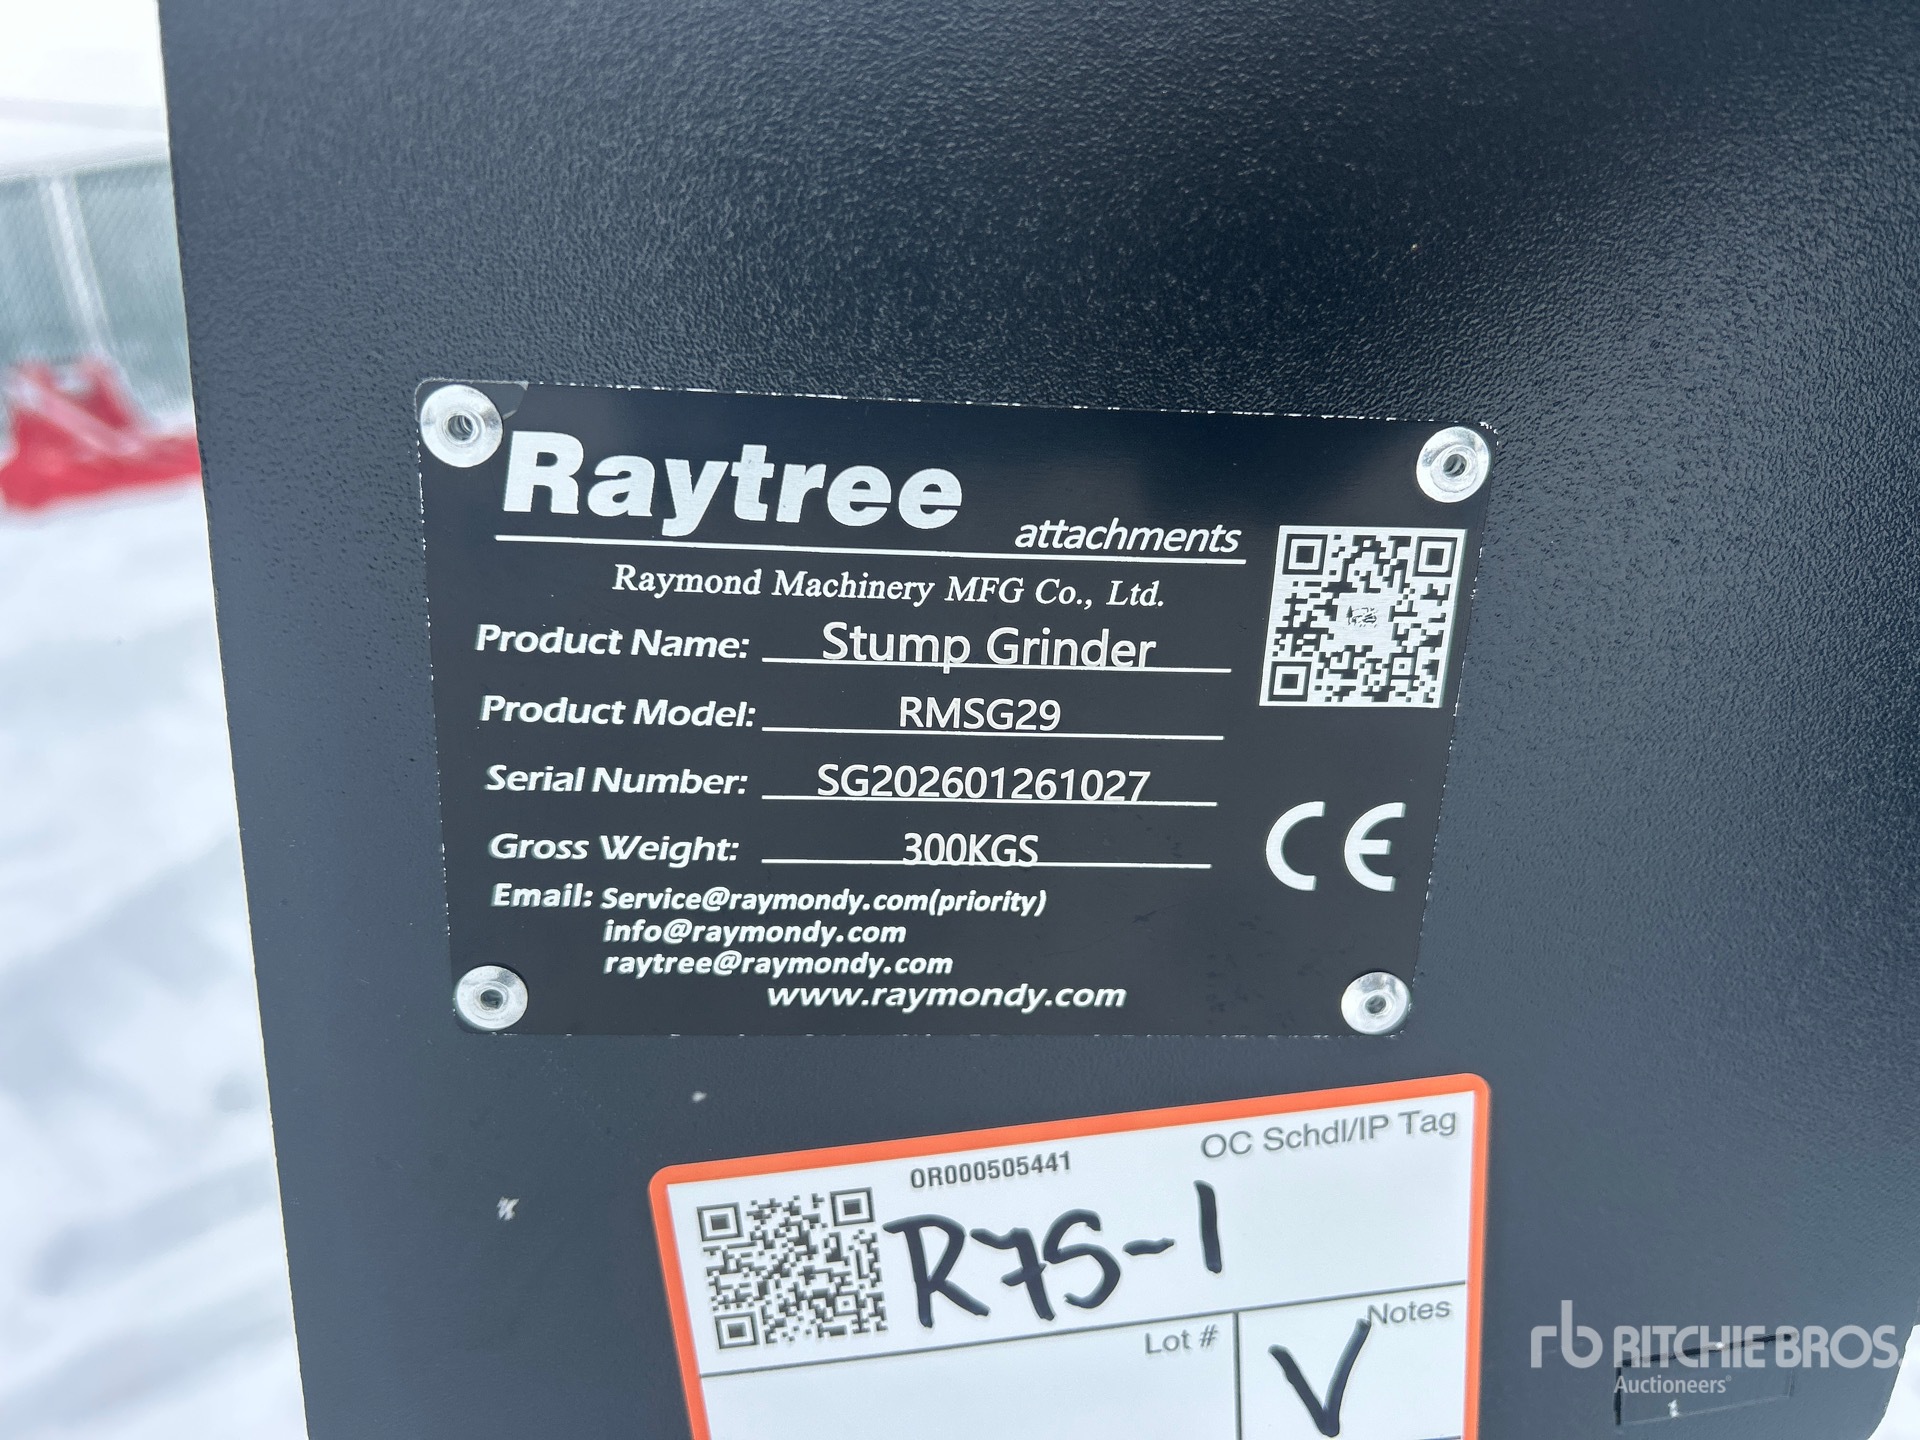 Raytree
attachments
Raymond Machinery MFG Co., Ltd.
Product Name: Stump Grinder
Product Model: RMSG29
Serial Number: SG202601261027
Gross Weight: 300KGS
CE
Email: Service@raymondy.com(priority)
info@raymondy.com
raytree@raymondy.com
www.raymondy.com
OC Schdl/IP Tag
OR000505441
R7S-1
Lot #
Notes
V
rb RITCHIE BROS.
Auctioneers